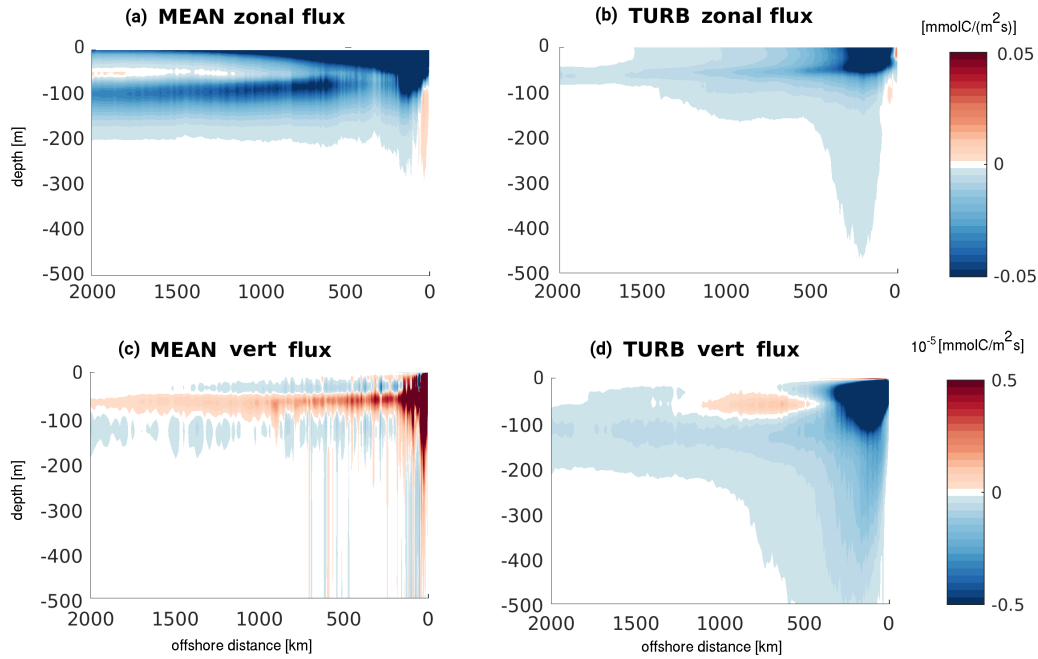 (a) MEAN zonal flux
(b) TURB zonal flux
[mmolC/(m²s)]
0
-100
-200
-300
-400
-500
depth [m]
2000 1500 1000 500 0
0
-100
-200
-300
-400
-500
2000 1500 1000 500 0
0.05
0
-0.05
(c) MEAN vert flux
(d) TURB vert flux
10⁻⁵ [mmolC/m²s]
0
-100
-200
-300
-400
-500
depth [m]
2000 1500 1000 500 0
offshore distance [km]
0
-100
-200
-300
-400
-500
2000 1500 1000 500 0
offshore distance [km]
0.5
0
-0.5